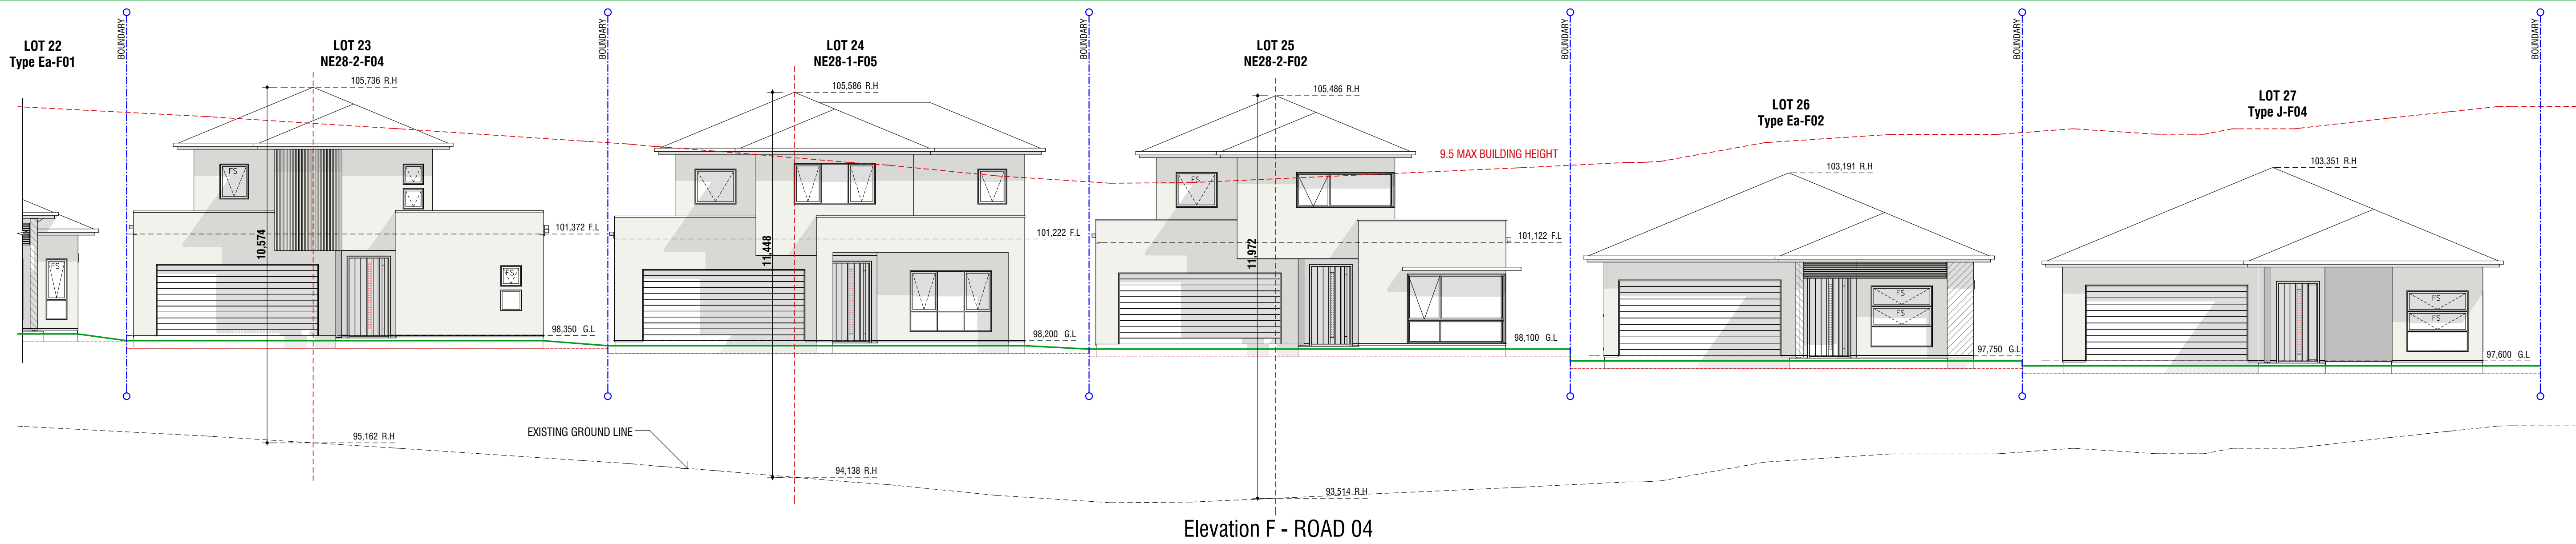 LOT 22
Type Ea-F01
BOUNDARY
LOT 23
NE28-2-F04
105,736 R.H
BOUNDARY
LOT 24
NE28-1-F05
105,586 R.H
BOUNDARY
LOT 25
NE28-2-F02
105,486 R.H
9.5 MAX BUILDING HEIGHT
BOUNDARY
LOT 26
Type Ea-F02
103,191 R.H
BOUNDARY
LOT 27
Type J-F04
103,351 R.H
BOUNDARY
FS
FS
10,574
101,372 F.L
FS
98,350 G.L
11,448
101,222 F.L
98,200 G.L
FS
11,972
101,122 F.L
98,100 G.L
FS
FS
97,750 G.L
FS
FS
97,600 G.L
95,162 R.H
EXISTING GROUND LINE
94,138 R.H
93,514 R.H
Elevation F - ROAD 04